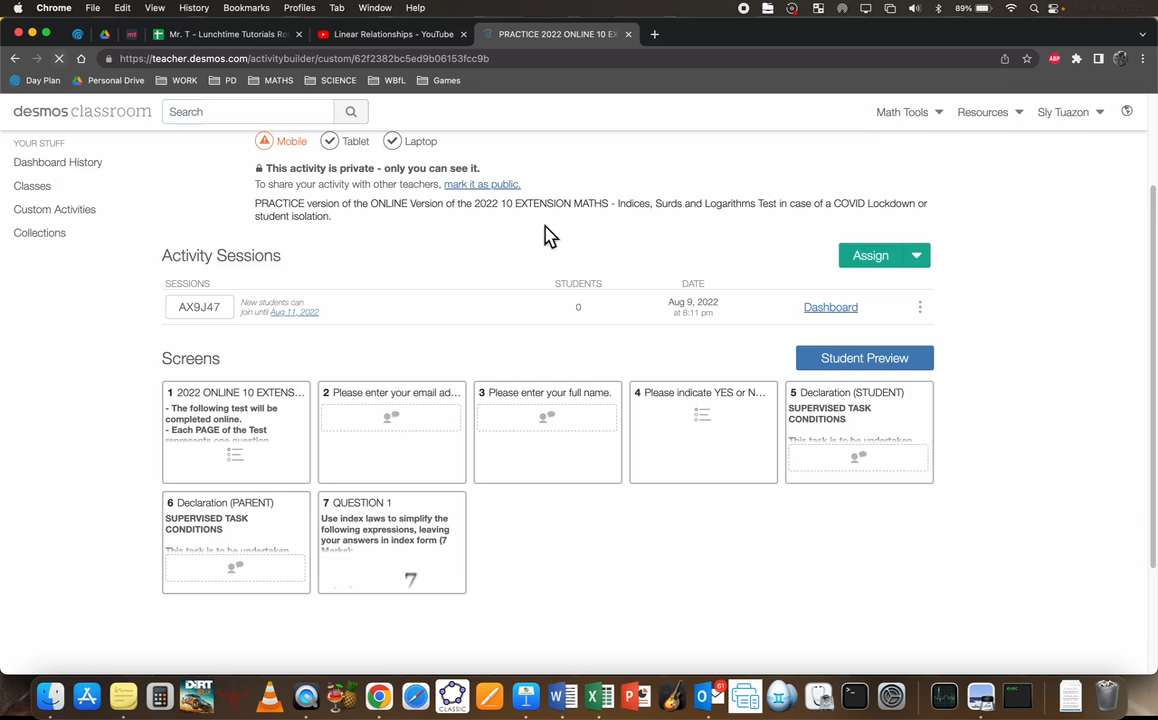 Chrome File Edit View History Bookmarks Profiles Tab Window Help
61
89%
Mr. T - Lunchtime Tutorials Ro
Linear Relationships - YouTube
PRACTICE 2022 ONLINE 10 EX
https://teacher.desmos.com/activitybuilder/custom/62f2382bc5ed9b06153fcc9b
Day Plan Personal Drive WORK PD MATHS SCIENCE WBfL Games
desmos classroom Search Math Tools Resources Sly Tuazon
YOUR STUFF
Dashboard History
Classes
Custom Activities
Collections
Mobile Tablet Laptop
This activity is private - only you can see it.
To share your activity with other teachers, mark it as public.
PRACTICE version of the ONLINE Version of the 2022 10 EXTENSION MATHS - Indices, Surds and Logarithms Test in case of a COVID Lockdown or
student isolation.
Activity Sessions
Assign
SESSIONS STUDENTS DATE
AX9J47
New students can
join until Aug 11, 2022
0
Aug 9, 2022
at 8:11 pm
Dashboard
Screens
Student Preview
1 2022 ONLINE 10 EXTENS...
- The following test will be
completed online.
- Each PAGE of the Test
represents one question
2 Please enter your email ad...
3 Please enter your full name.
4 Please indicate YES or N...
5 Declaration (STUDENT)
SUPERVISED TASK
CONDITIONS
This task is to be undertaken
6 Declaration (PARENT)
SUPERVISED TASK
CONDITIONS
This task is to be undertaken
7 QUESTION 1
Use index laws to simplify the
following expressions, leaving
your answers in index form (7
Marks):
7